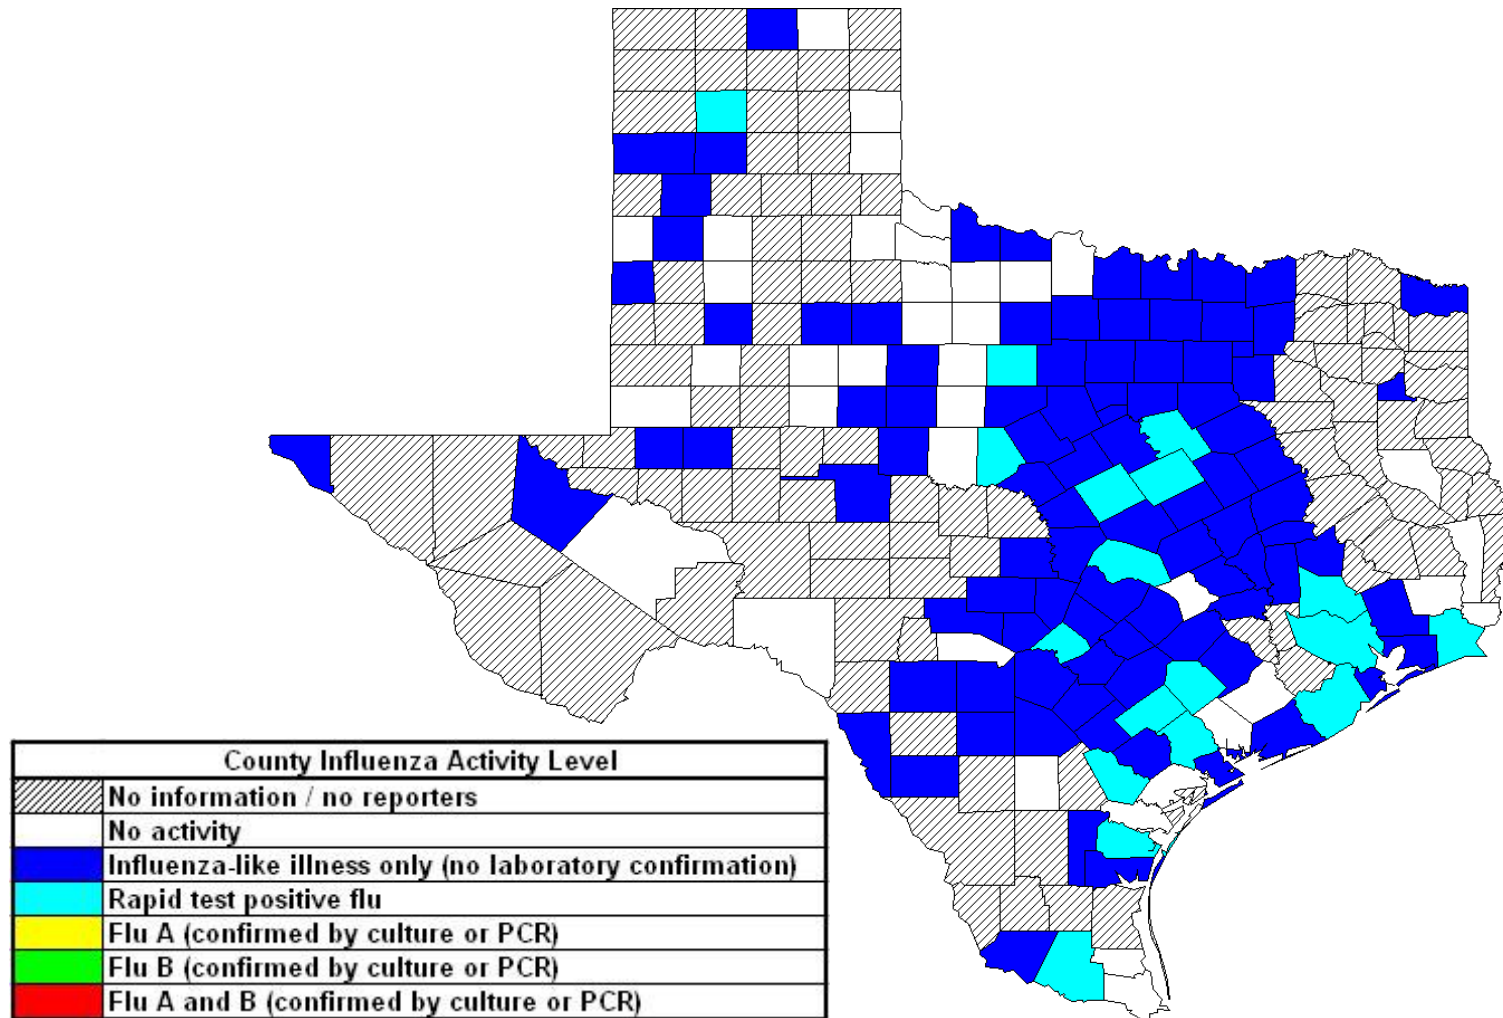 County Influenza Activity Level
No information / no reporters
No activity
Influenza-like illness only (no laboratory confirmation)
Rapid test positive flu
Flu A (confirmed by culture or PCR)
Flu B (confirmed by culture or PCR)
Flu A and B (confirmed by culture or PCR)